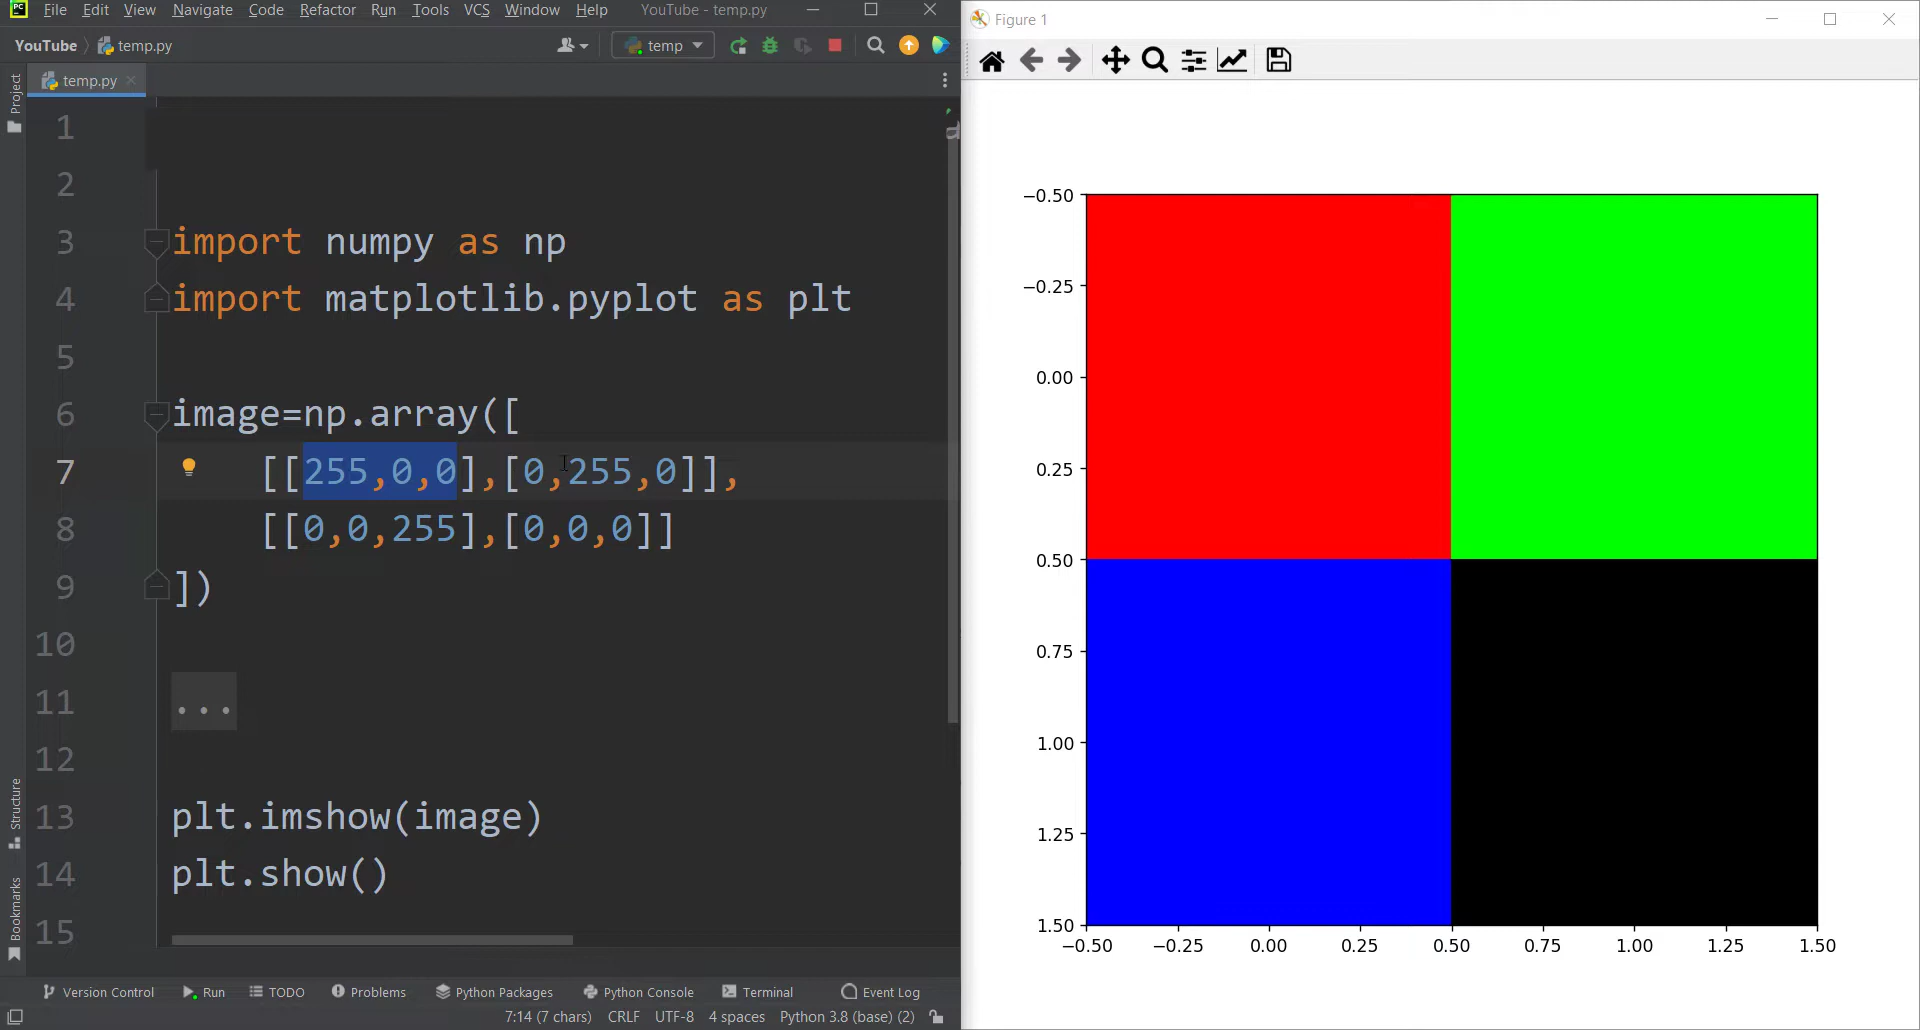 PC File Edit View Navigate Code Refactor Run Tools VCS Window Help YouTube - temp.py
YouTube temp.py temp
temp.py
Project
1
2
3 import numpy as np
4 import matplotlib.pyplot as plt
5
6 image=np.array([
7 [[255,0,0],[0,255,0]],
8 [[0,0,255],[0,0,0]]
9 ])
10
11 ...
12
13 plt.imshow(image)
14 plt.show()
15
Structure
Bookmarks
Version Control Run TODO Problems Python Packages Python Console Terminal Event Log
7:14 (7 chars) CRLF UTF-8 4 spaces Python 3.8 (base) (2)
Figure 1
−0.50
−0.25
0.00
0.25
0.50
0.75
1.00
1.25
1.50
−0.50 −0.25 0.00 0.25 0.50 0.75 1.00 1.25 1.50